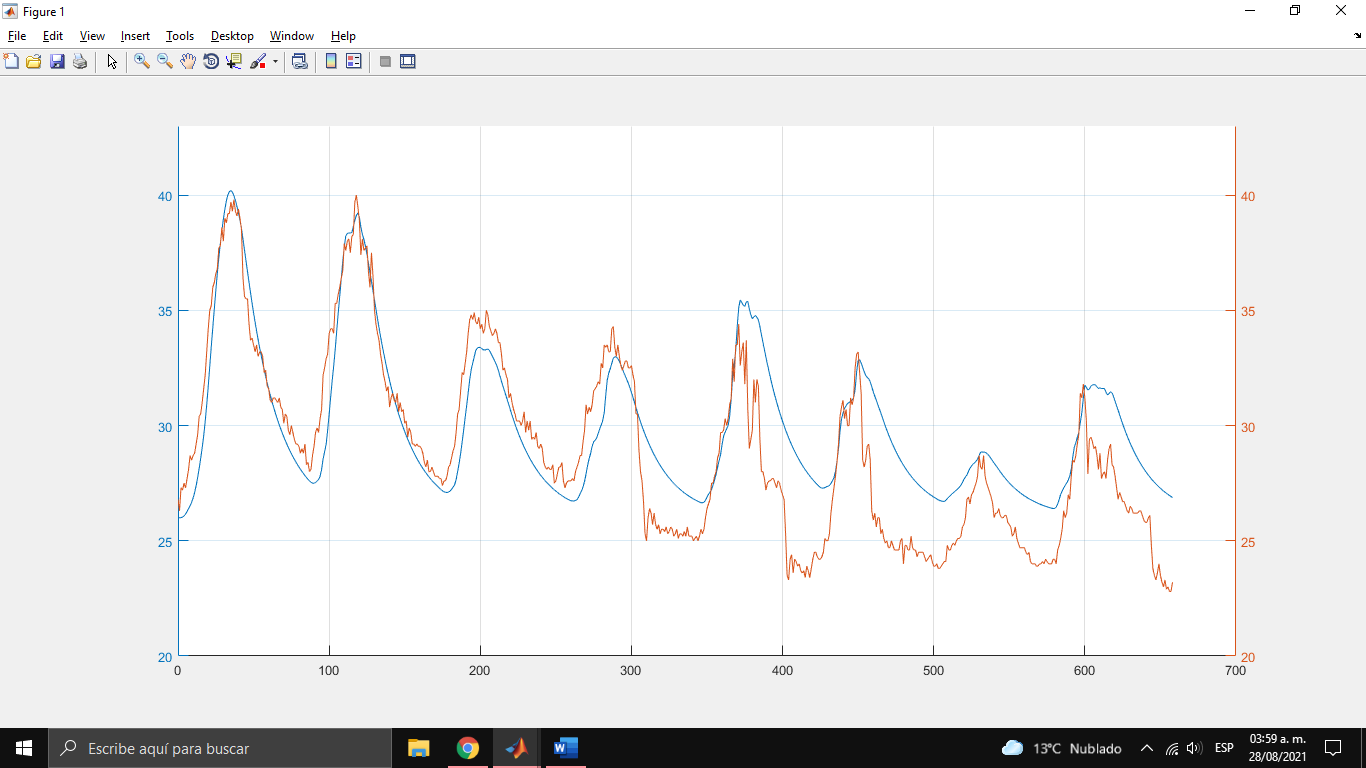 Figure 1
File Edit View Insert Tools Desktop Window Help
40 40
35 35
30 30
25 25
20 20
0 100 200 300 400 500 600 700
Escribe aquí para buscar
13°C Nublado
ESP
03:59 a. m.
28/08/2021